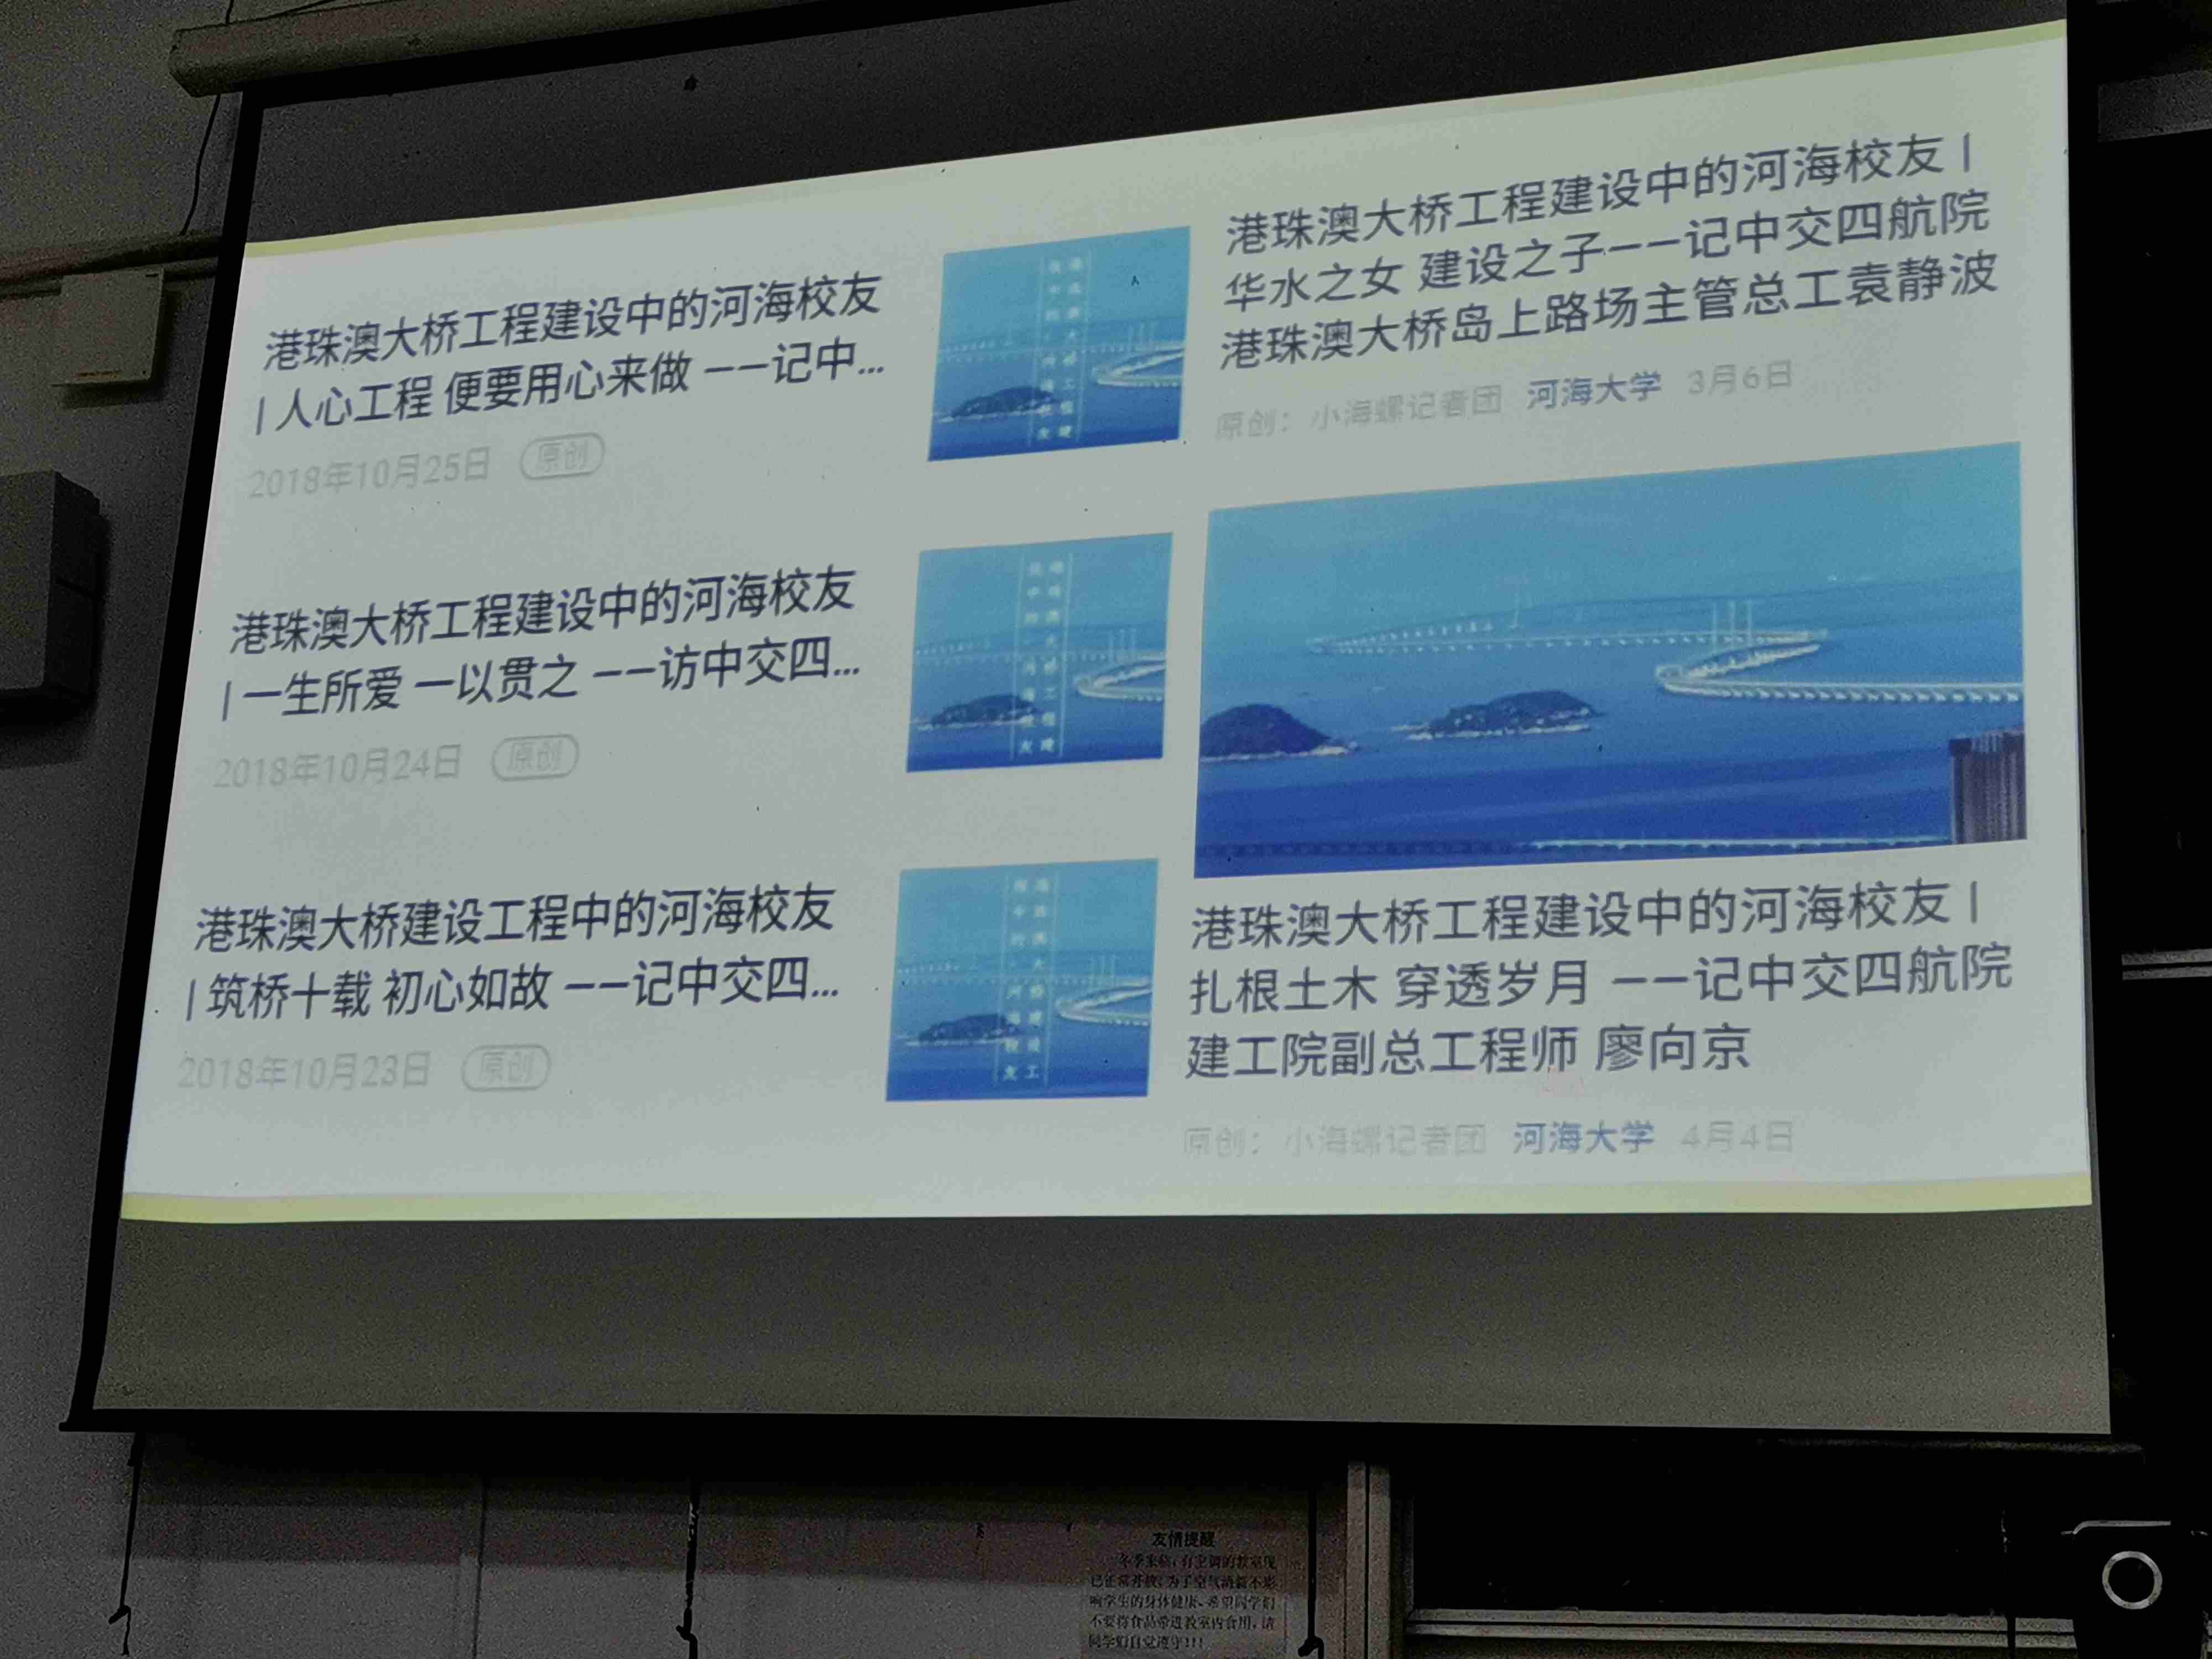 港珠澳大桥工程建设中的河海校友
| 人心工程 便要用心来做 ——记中...
2018年10月25日 原创
港珠澳大桥工程建设中的河海校友
| 一生所爱 一以贯之 ——访中交四...
2018年10月24日 原创
港珠澳大桥建设工程中的河海校友
| 筑桥十载 初心如故 ——记中交四...
2018年10月23日 原创
港珠澳大桥工程建设中的河海校友 |
华水之女 建设之子——记中交四航院
港珠澳大桥岛上路场主管总工袁静波
原创：小海螺记者团 河海大学 3月6日
港珠澳大桥工程建设中的河海校友 |
扎根土木 穿透岁月 ——记中交四航院
建工院副总工程师 廖向京
原创：小海螺记者团 河海大学 4月4日
友情提醒
冬季来临，有空调的教室现
已正常开放，为了空气清新不影
响学生的身体健康，希望同学们
不要将食品带进教室内食用，请
同学们自觉遵守!!!